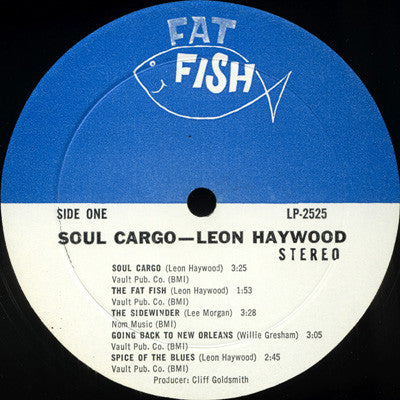 FAT
FISH
SIDE ONE LP-2525
SOUL CARGO—LEON HAYWOOD
STEREO
SOUL CARGO (Leon Haywood) 3:25
Vault Pub. Co. (BMI)
THE FAT FISH (Leon Haywood) 1:53
Vault Pub. Co. (BMI)
THE SIDEWINDER (Lee Morgan) 3:28
Nom Music (BMI)
GOING BACK TO NEW ORLEANS (Willie Gresham) 3:05
Vault Pub. Co. (BMI)
SPICE OF THE BLUES (Leon Haywood) 2:45
Vault Pub. Co. (BMI)
Producer: Cliff Goldsmith